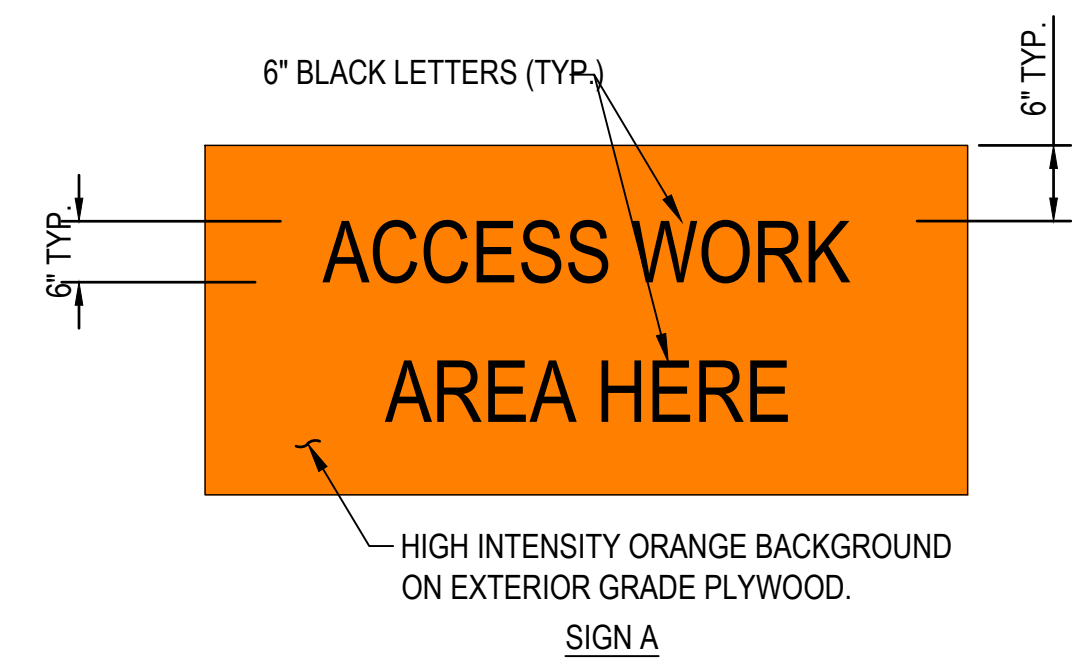 6" BLACK LETTERS (TYP.)
6" TYP.
6" TYP.
ACCESS WORK
AREA HERE
HIGH INTENSITY ORANGE BACKGROUND
ON EXTERIOR GRADE PLYWOOD.
SIGN A